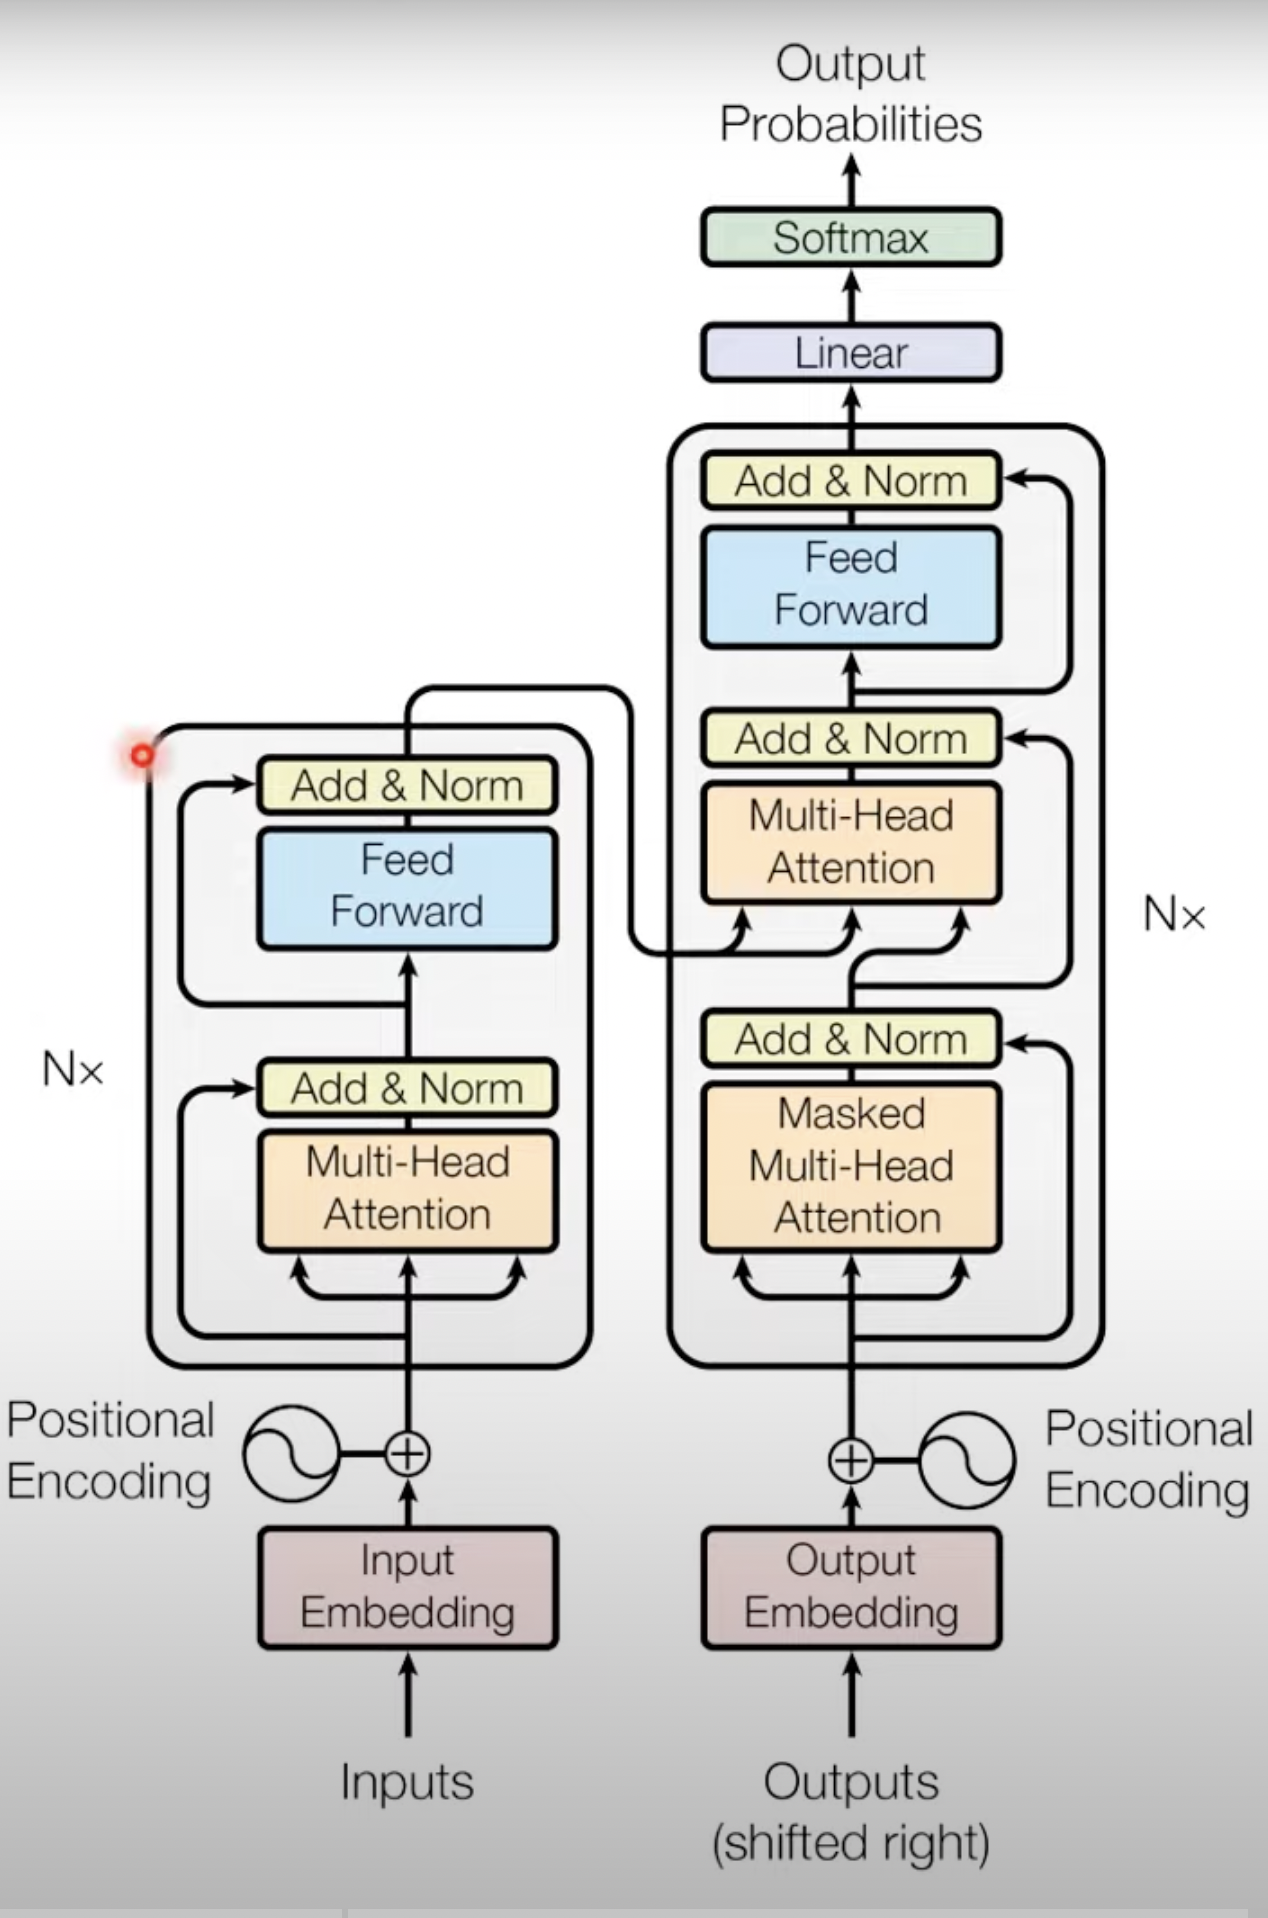 Output
Probabilities
Softmax
Linear
Add & Norm
Feed
Forward
Add & Norm
Multi-Head
Attention
Add & Norm
Masked
Multi-Head
Attention
Nx
Positional
Encoding
Output
Embedding
Outputs
(shifted right)
Add & Norm
Feed
Forward
Add & Norm
Multi-Head
Attention
Nx
Positional
Encoding
Input
Embedding
Inputs